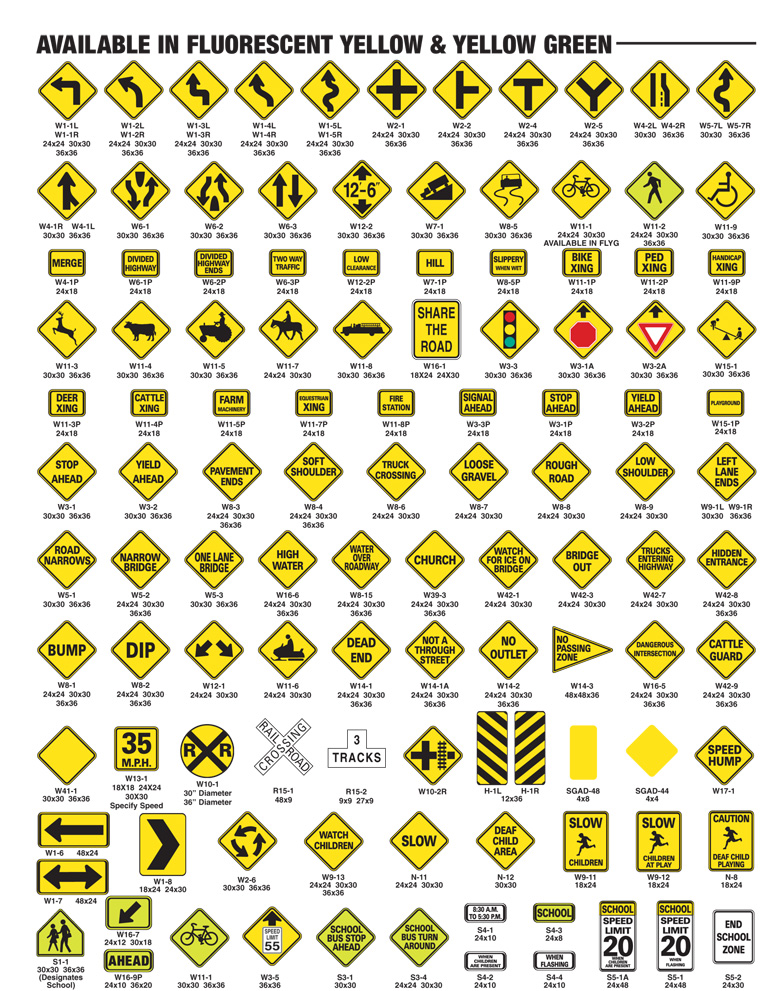 AVAILABLE IN FLUORESCENT YELLOW & YELLOW GREEN
W1-1L
W1-1R
24x24 30x30
36x36
W1-2L
W1-2R
24x24 30x30
36x36
W1-3L
W1-3R
24x24 30x30
36x36
W1-4L
W1-4R
24x24 30x30
36x36
W1-5L
W1-5R
24x24 30x30
36x36
W2-1
24x24 30x30
36x36
W2-2
24x24 30x30
W2-4
24x24 30x30
36x36
W2-5
24x24 30x30
36x36
W4-2L W4-2R
30x30 36x36
W5-7L W5-7R
30x30 36x36
W4-1R W4-1L
30x30 36x36
W6-1
30x30 36x36
W6-2
30x30 36x36
W6-3
30x30 36x36
12'-6"
W12-2
30x30 36x36
W7-1
30x30 36x36
W8-5
30x30 36x36
W11-1
24x24 30x30
AVAILABLE IN FLYG
W11-2
24x24 30x30
36x36
W11-9
30x30 36x36
MERGE
W4-1P
24x18
DIVIDED
HIGHWAY
W6-1P
24x18
DIVIDED
HIGHWAY
ENDS
W6-2P
24x18
TWO WAY
TRAFFIC
W6-3P
24x18
LOW
CLEARANCE
W12-2P
24x18
HILL
W7-1P
24x18
SLIPPERY
WHEN WET
W8-5P
24x18
BIKE
XING
W11-1P
24x18
PED
XING
W11-2P
24x18
HANDICAP
XING
W11-9P
24x18
W11-3
30x30 36x36
W11-4
30x30 36x36
W11-5
30x30 36x36
W11-7
24x24 30x30
W11-8
30x30 36x36
SHARE
THE
ROAD
W16-1
18X24 24X30
W3-3
30x30 36x36
W3-1A
30x30 36x36
W3-2A
30x30 36x36
W15-1
30x30 36x36
DEER
XING
W11-3P
24x18
CATTLE
XING
W11-4P
24x18
FARM
MACHINERY
W11-5P
24x18
EQUESTRIAN
XING
W11-7P
24x18
FIRE
STATION
W11-8P
24x18
SIGNAL
AHEAD
W3-3P
24x18
STOP
AHEAD
W3-1P
24x18
YIELD
AHEAD
W3-2P
24x18
PLAYGROUND
W15-1P
24x18
STOP
AHEAD
W3-1
30x30 36x36
YIELD
AHEAD
W3-2
30x30 36x36
PAVEMENT
ENDS
W8-3
24x24 30x30
36x36
SOFT
SHOULDER
W8-4
24x24 30x30
36x36
TRUCK
CROSSING
W8-6
24x24 30x30
LOOSE
GRAVEL
W8-7
24x24 30x30
ROUGH
ROAD
W8-8
24x24 30x30
LOW
SHOULDER
W8-9
24x24 30x30
LEFT
LANE
ENDS
W9-1L W9-1R
30x30 36x36
ROAD
NARROWS
W5-1
30x30 36x36
NARROW
BRIDGE
W5-2
24x24 30x30
36x36
ONE LANE
BRIDGE
W5-3
30x30 36x36
HIGH
WATER
W16-6
24x24 30x30
36x36
WATER
OVER
ROADWAY
W8-15
24x24 30x30
36x36
CHURCH
W39-3
24x24 30x30
36x36
WATCH
FOR ICE ON
BRIDGE
W42-1
24x24 30x30
BRIDGE
OUT
W42-3
24x24 30x30
TRUCKS
ENTERING
HIGHWAY
W42-7
24x24 30x30
HIDDEN
ENTRANCE
W42-8
24x24 30x30
36x36
BUMP
W8-1
24x24 30x30
36x36
DIP
W8-2
24x24 30x30
36x36
W12-1
24x24 30x30
W11-6
24x24 30x30
36x36
DEAD
END
W14-1
24x24 30x30
36x36
NOT A
THROUGH
STREET
W14-1A
24x24 30x30
36x36
NO
OUTLET
W14-2
24x24 30x30
36x36
NO
PASSING
ZONE
W14-3
48x48x36
DANGEROUS
INTERSECTION
W16-5
24x24 30x30
36x36
CATTLE
GUARD
W42-9
24x24 30x30
36x36
W41-1
30x30 36x36
35
M.P.H.
W13-1
18X18 24X24
30X30
Specify Speed
R R
W10-1
30" Diameter
36" Diameter
RAILROAD
CROSSING
R15-1
48x9
3
TRACKS
R15-2
9x9 27x9
W10-2R
H-1L H-1R
12x36
SGAD-48
4x8
SGAD-44
4x4
SPEED
HUMP
W17-1
W1-6 48x24
W1-7 48x24
W1-8
18x24 24x30
W2-6
30x30 36x36
WATCH
CHILDREN
W9-13
24x24 30x30
36x36
SLOW
N-11
24x24 30x30
DEAF
CHILD
AREA
N-12
30x30
SLOW
CHILDREN
W9-11
18x24
SLOW
CHILDREN
AT PLAY
W9-12
18x24
CAUTION
DEAF CHILD
PLAYING
N-8
18x24
S1-1
30x30 36x36
(Designates
School)
W16-7
24x12 30x18
AHEAD
W16-9P
24x10 36x20
W11-1
30x30 36x36
SPEED
LIMIT
55
W3-5
36x36
SCHOOL
BUS STOP
AHEAD
S3-1
30x30
SCHOOL
BUS TURN
AROUND
S3-4
24x24 30x30
8:30 A.M.
TO 5:30 P.M.
S4-1
24x10
WHEN
CHILDREN
ARE PRESENT
S4-2
24x10
SCHOOL
S4-3
24x8
WHEN
FLASHING
S4-4
24x10
SCHOOL
SPEED
LIMIT
20
WHEN
CHILDREN
ARE PRESENT
S5-1A
24x48
SCHOOL
SPEED
LIMIT
20
WHEN
FLASHING
S5-1
24x48
END
SCHOOL
ZONE
S5-2
24x30